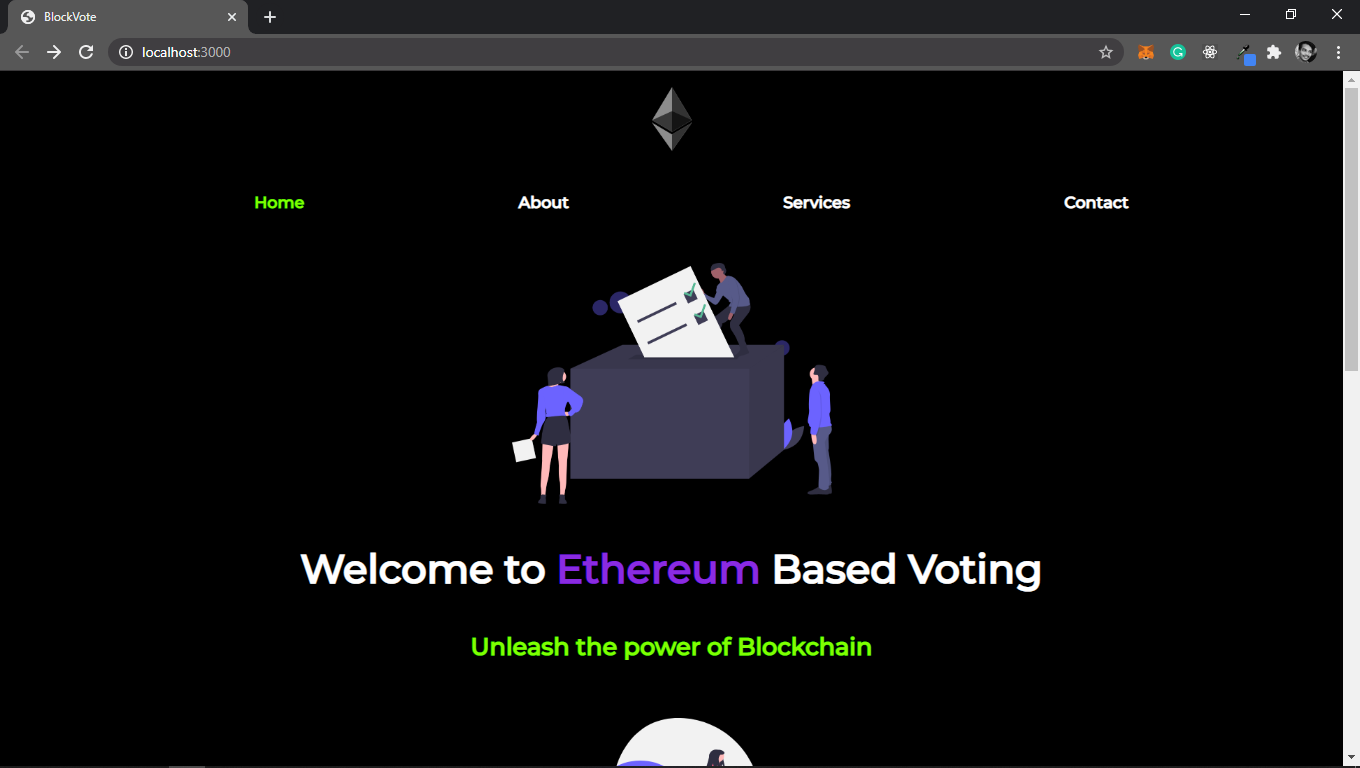 BlockVote
localhost:3000
Home About Services Contact
Welcome to Ethereum Based Voting
Unleash the power of Blockchain